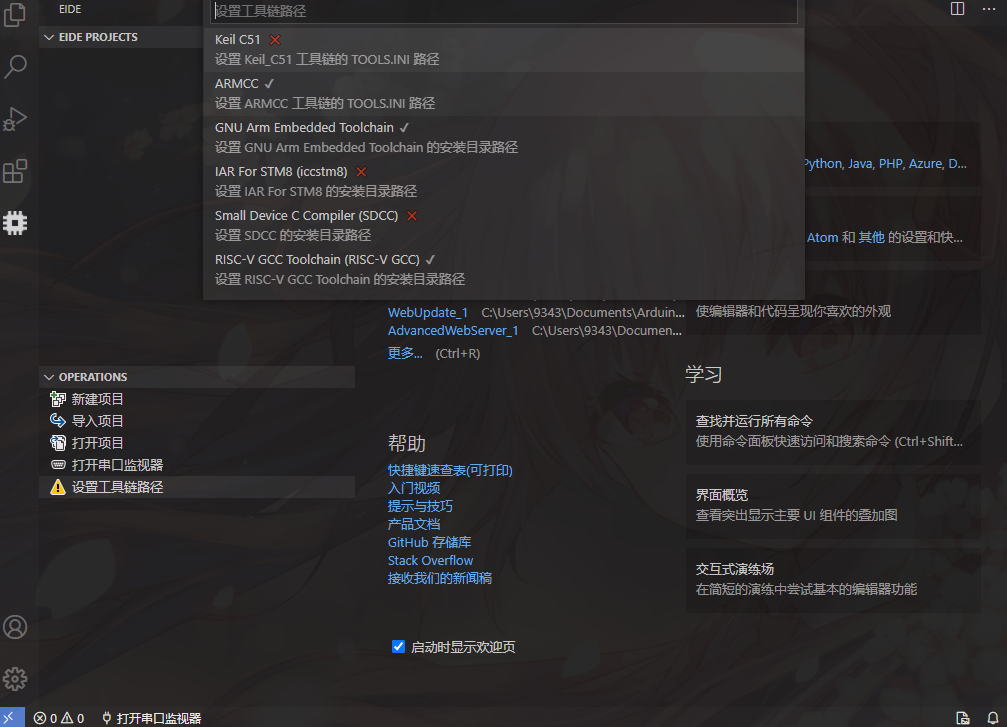 EIDE
EIDE PROJECTS
设置工具链路径
Keil C51
设置 Keil_C51 工具链的 TOOLS.INI 路径
ARMCC
设置 ARMCC 工具链的 TOOLS.INI 路径
GNU Arm Embedded Toolchain
设置 GNU Arm Embedded Toolchain 的安装目录路径
IAR For STM8 (iccstm8)
设置 IAR For STM8 的安装目录路径
Small Device C Compiler (SDCC)
设置 SDCC 的安装目录路径
RISC-V GCC Toolchain (RISC-V GCC)
设置 RISC-V GCC Toolchain 的安装目录路径
Python, Java, PHP, Azure, D...
Atom 和 其他 的设置和快...
WebUpdate_1 C:\Users\9343\Documents\Arduin...
AdvancedWebServer_1 C:\Users\9343\Documen...
更多... (Ctrl+R)
使编辑器和代码呈现你喜欢的外观
OPERATIONS
新建项目
导入项目
打开项目
打开串口监视器
设置工具链路径
帮助
快捷键速查表(可打印)
入门视频
提示与技巧
产品文档
GitHub 存储库
Stack Overflow
接收我们的新闻稿
学习
查找并运行所有命令
使用命令面板快速访问和搜索命令 (Ctrl+Shift...
界面概览
查看突出显示主要 UI 组件的叠加图
交互式演练场
在简短的演练中尝试基本的编辑器功能
启动时显示欢迎页
0 0 打开串口监视器